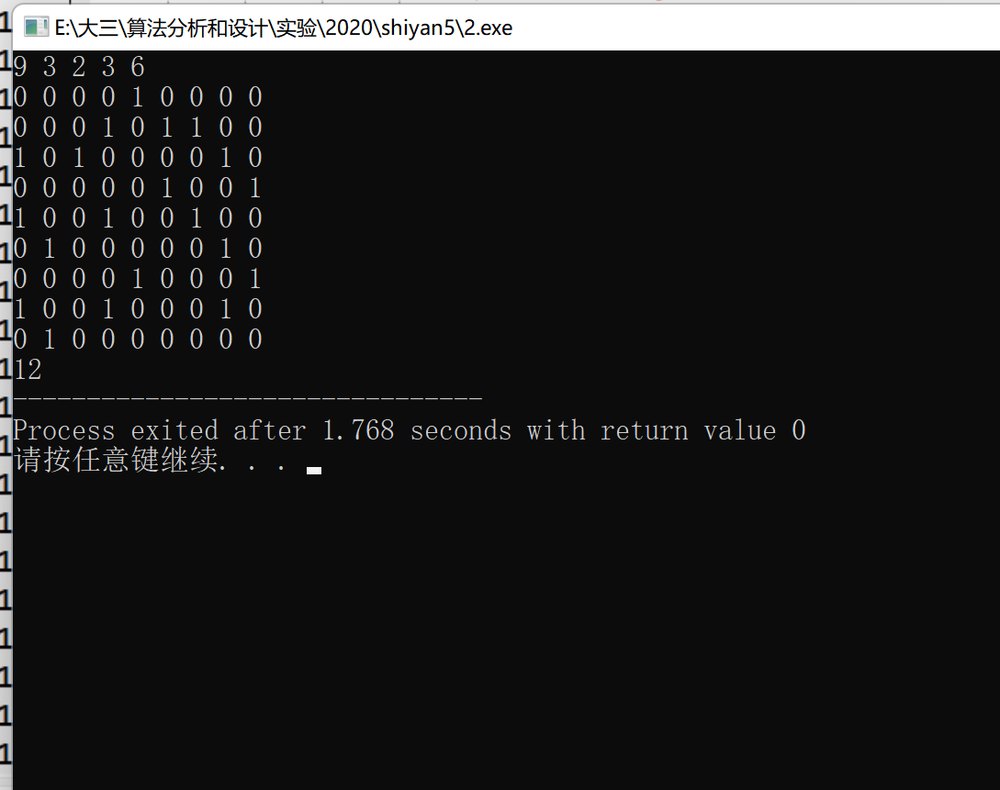 E:\大三\算法分析和设计\实验\2020\shiyan5\2.exe
9 3 2 3 6
0 0 0 0 1 0 0 0 0
0 0 0 1 0 1 1 0 0
1 0 1 0 0 0 0 1 0
0 0 0 0 0 1 0 0 1
1 0 0 1 0 0 1 0 0
0 1 0 0 0 0 0 1 0
0 0 0 0 1 0 0 0 1
1 0 0 1 0 0 0 1 0
0 1 0 0 0 0 0 0 0
12
--------------------------------
Process exited after 1.768 seconds with return value 0
请按任意键继续. . .